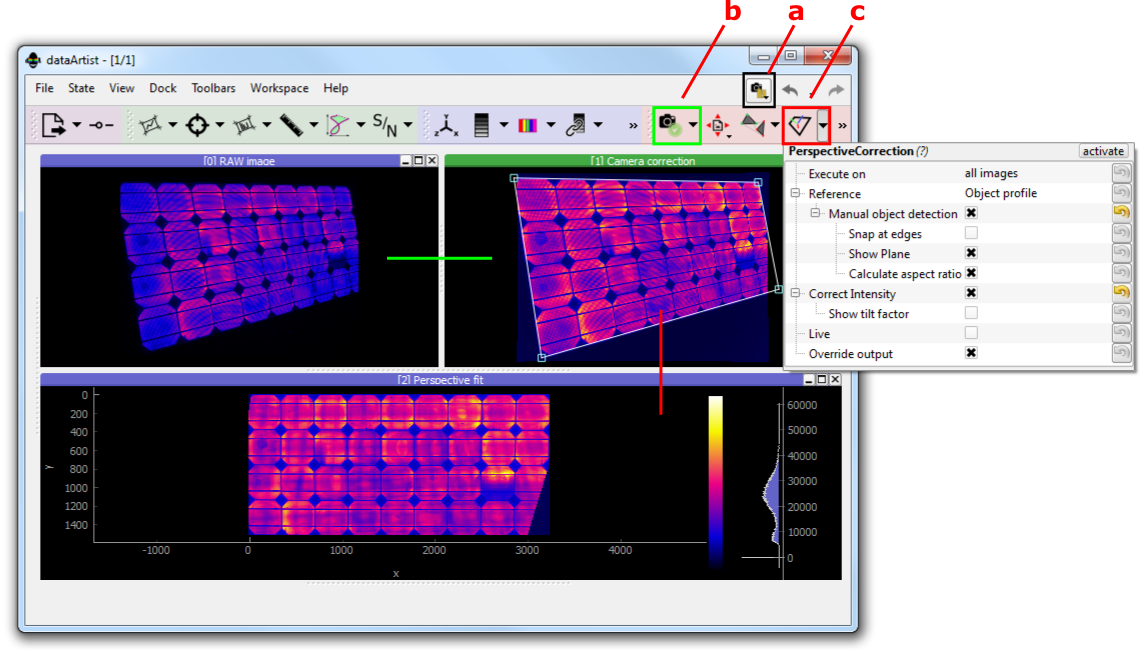 b a c
dataArtist - [1/1]
File State View Dock Toolbars Workspace Help
S/N
z y x
»
»
PerspectiveCorrection (?) activate
[0] RAW image
[1] Camera correction
Execute on all images
Reference Object profile
Manual object detection
Snap at edges
Show Plane
Calculate aspect ratio
Correct Intensity
Show tilt factor
Live
Override output
[2] Perspective fit
0
200
400
600
800
1000
1200
1400
y
-1000 0 1000 2000 3000 4000
x
60000
50000
40000
30000
20000
10000
0